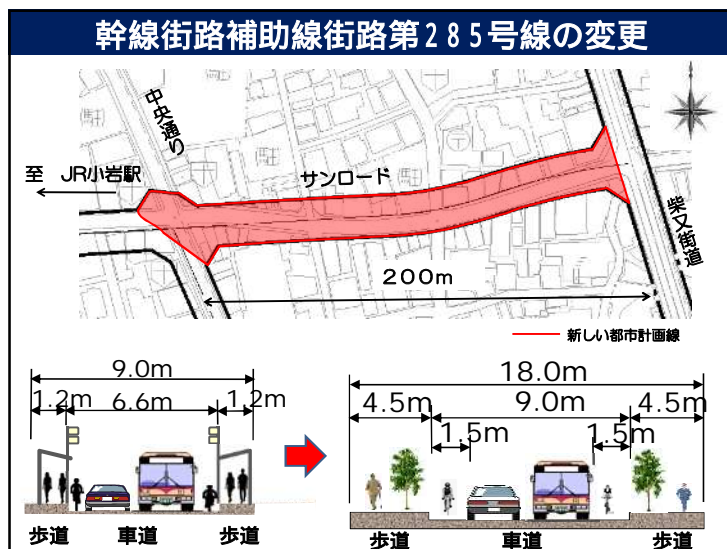 幹線街路補助線街路第285号線の変更
中央通り
至 JR小岩駅
サンロード
柴又街道
200m
新しい都市計画線
9.0m
1.2m
6.6m
1.2m
歩道
車道
歩道
18.0m
4.5m
9.0m
4.5m
1.5m
1.5m
歩道
車道
歩道